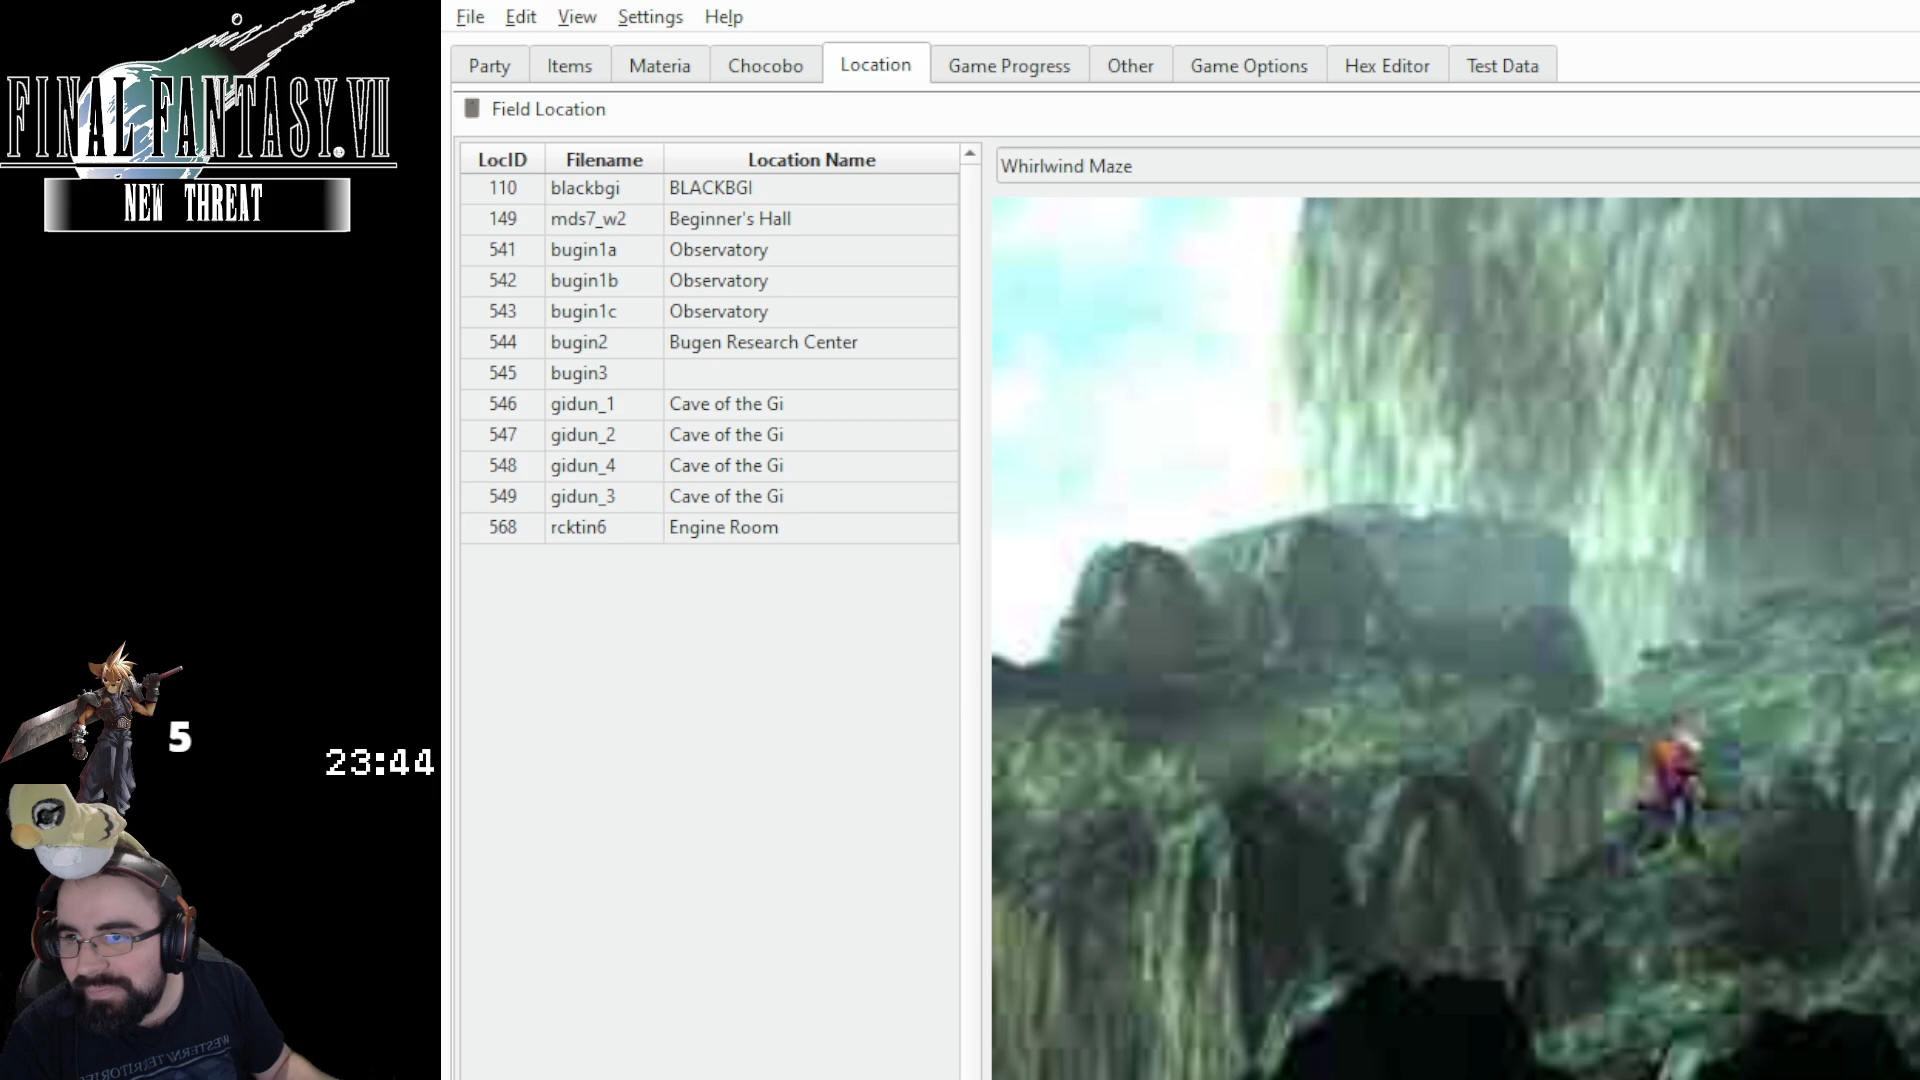 FINAL FANTASY. VII
NEW THREAT
File Edit View Settings Help
Party Items Materia Chocobo Location Game Progress Other Game Options Hex Editor Test Data
Field Location
LocID Filename Location Name
110 blackbgi BLACKBGI
149 mds7_w2 Beginner's Hall
541 bugin1a Observatory
542 bugin1b Observatory
543 bugin1c Observatory
544 bugin2 Bugen Research Center
545 bugin3
546 gidun_1 Cave of the Gi
547 gidun_2 Cave of the Gi
548 gidun_4 Cave of the Gi
549 gidun_3 Cave of the Gi
568 rcktin6 Engine Room
Whirlwind Maze
5
23:44
WESTERN TERRITORIES